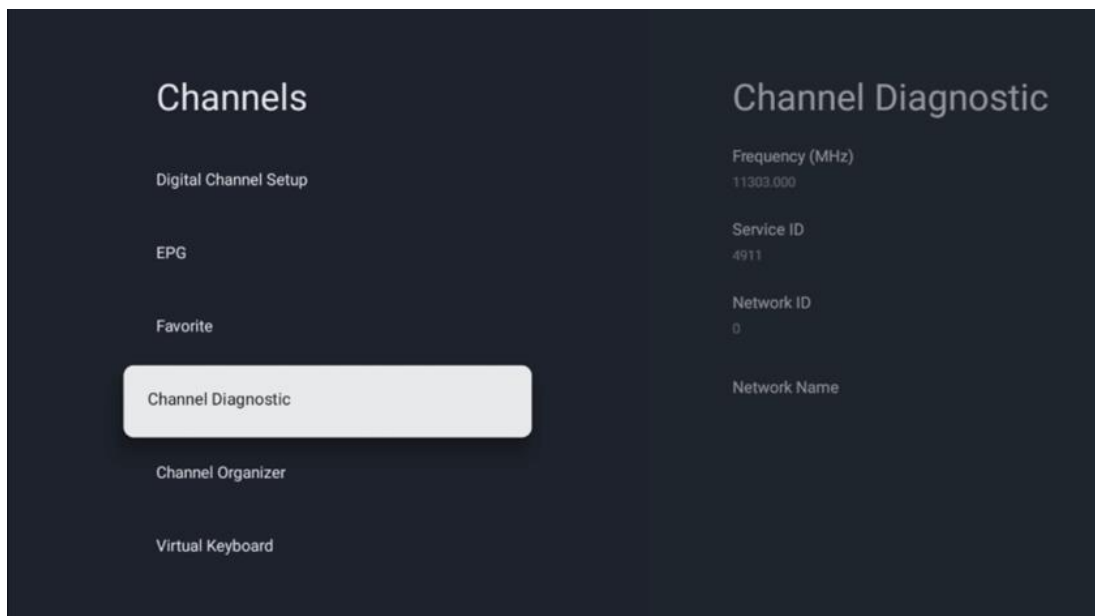 Channels
Digital Channel Setup
EPG
Favorite
Channel Diagnostic
Channel Organizer
Virtual Keyboard
Channel Diagnostic
Frequency (MHz)
11303.000
Service ID
4911
Network ID
0
Network Name